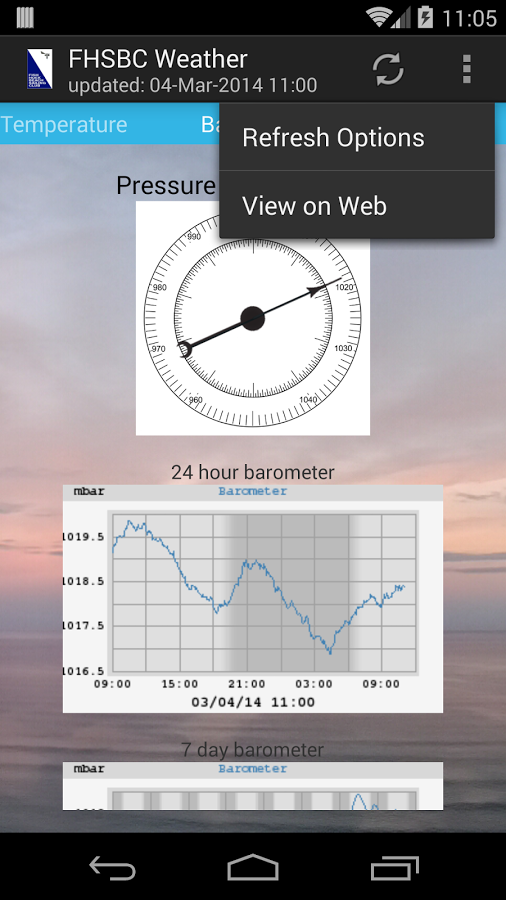 11:05
FHSBC Weather
updated: 04-Mar-2014 11:00
Temperature
Ba
Refresh Options
View on Web
Pressure
990
980
1020
970
1030
960
1040
24 hour barometer
mbar Barometer
1019.5
1018.5
1017.5
1016.5
09:00 15:00 21:00 03:00 09:00
03/04/14 11:00
7 day barometer
mbar Barometer